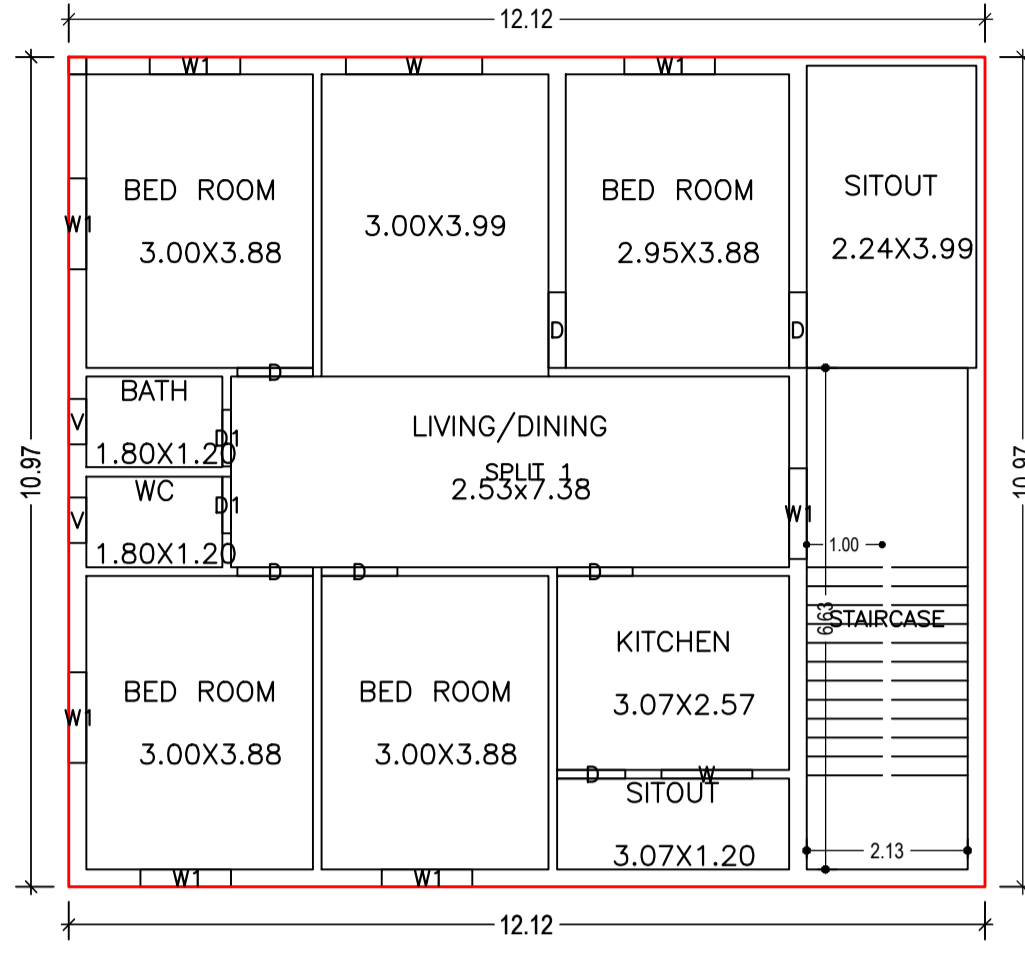 12.12
W1
W
W1
BED ROOM
3.00X3.88
3.00X3.99
BED ROOM
2.95X3.88
SITOUT
2.24X3.99
W1
D
D
D
BATH
1.80X1.20
V
D1
LIVING/DINING
SPLIT 1
2.53x7.38
10.97
10.97
WC
1.80X1.20
V
D1
W1
1.00
D
D
D
6.63
STAIRCASE
KITCHEN
3.07X2.57
BED ROOM
3.00X3.88
BED ROOM
3.00X3.88
W1
D
W
SITOUT
3.07X1.20
2.13
W1
W1
12.12